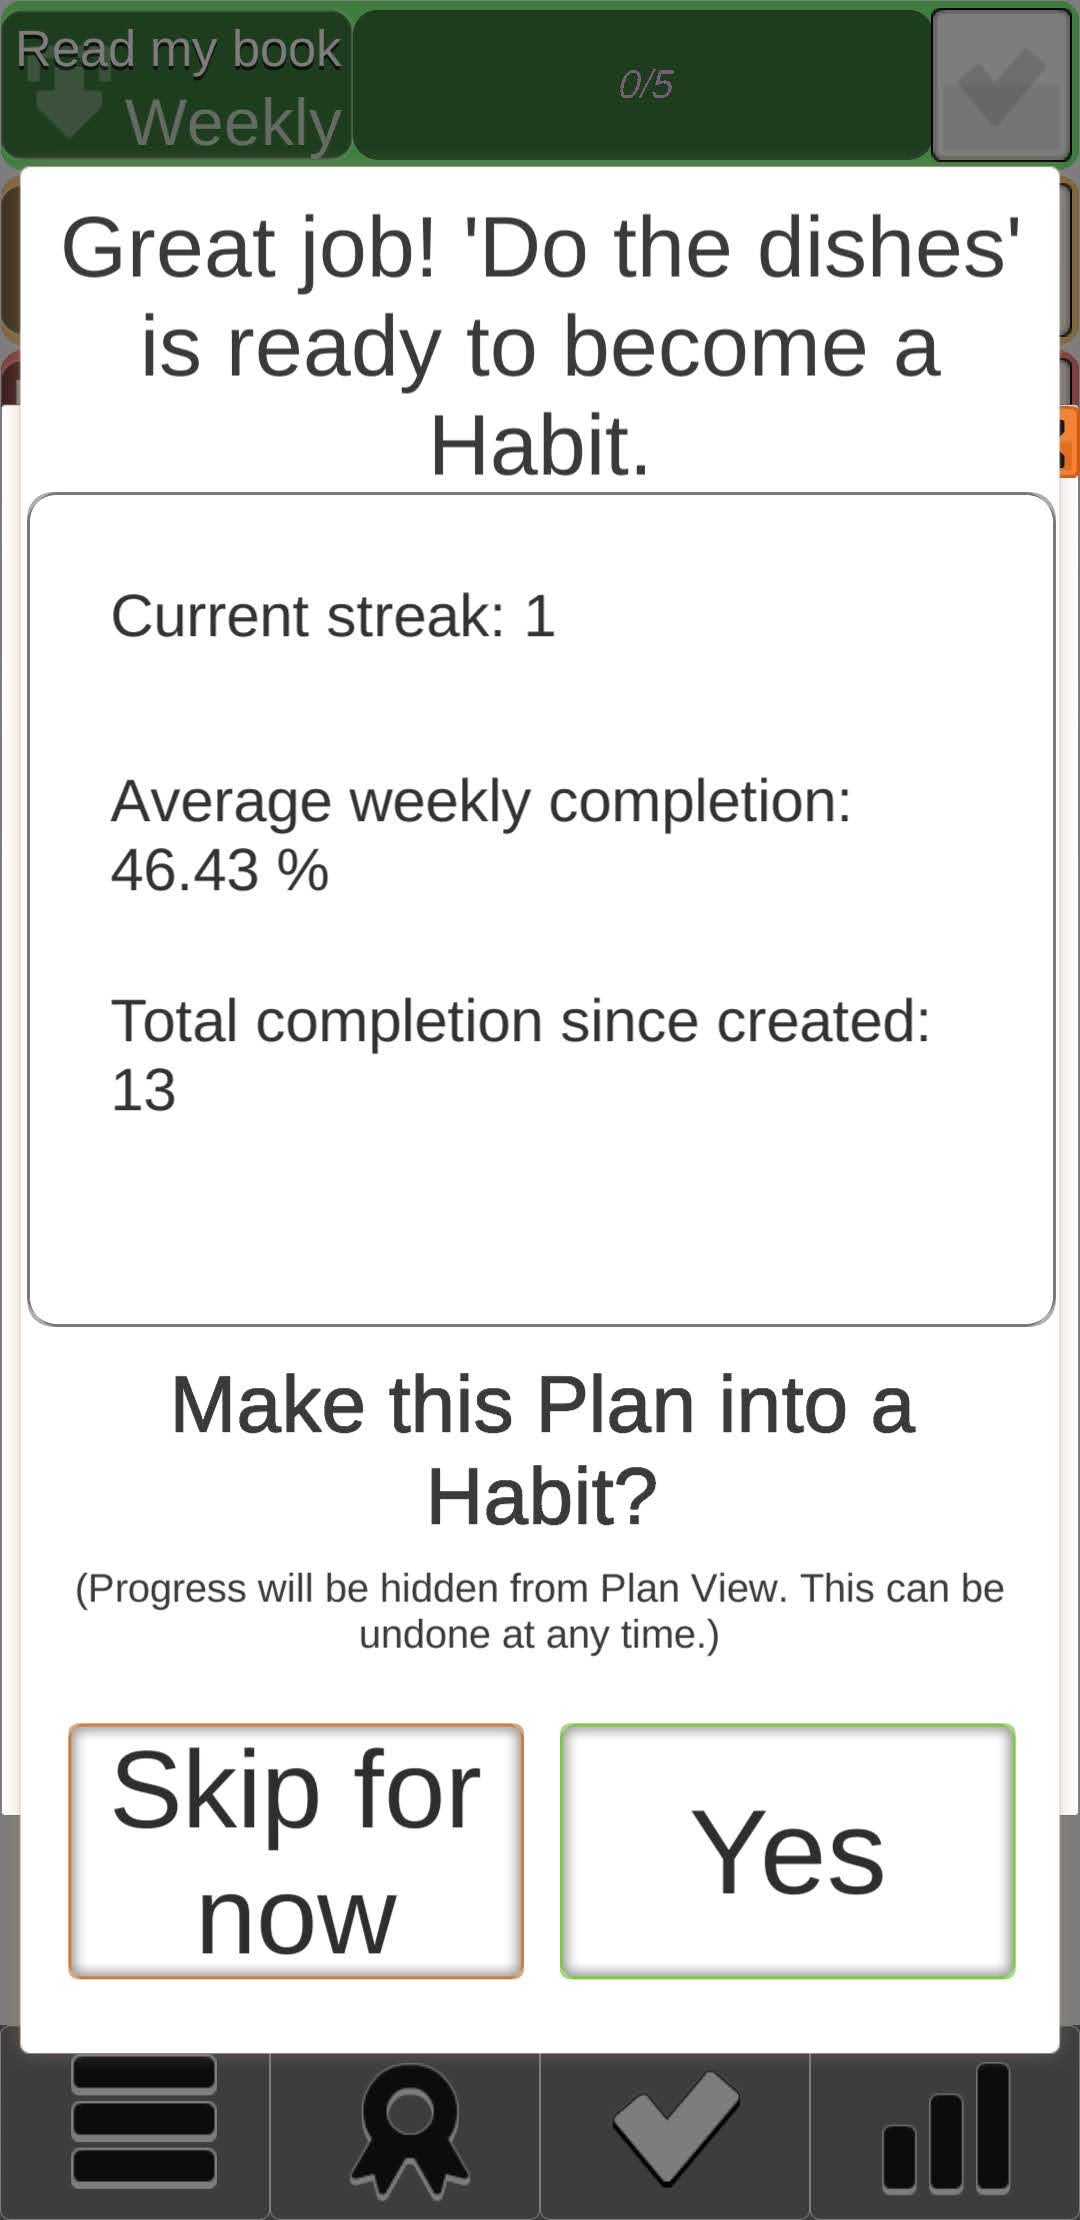 Read my book
Weekly
0/5
Great job! 'Do the dishes'
is ready to become a
Habit.
Current streak: 1
Average weekly completion:
46.43 %
Total completion since created:
13
Make this Plan into a
Habit?
(Progress will be hidden from Plan View. This can be
undone at any time.)
Skip for
now
Yes